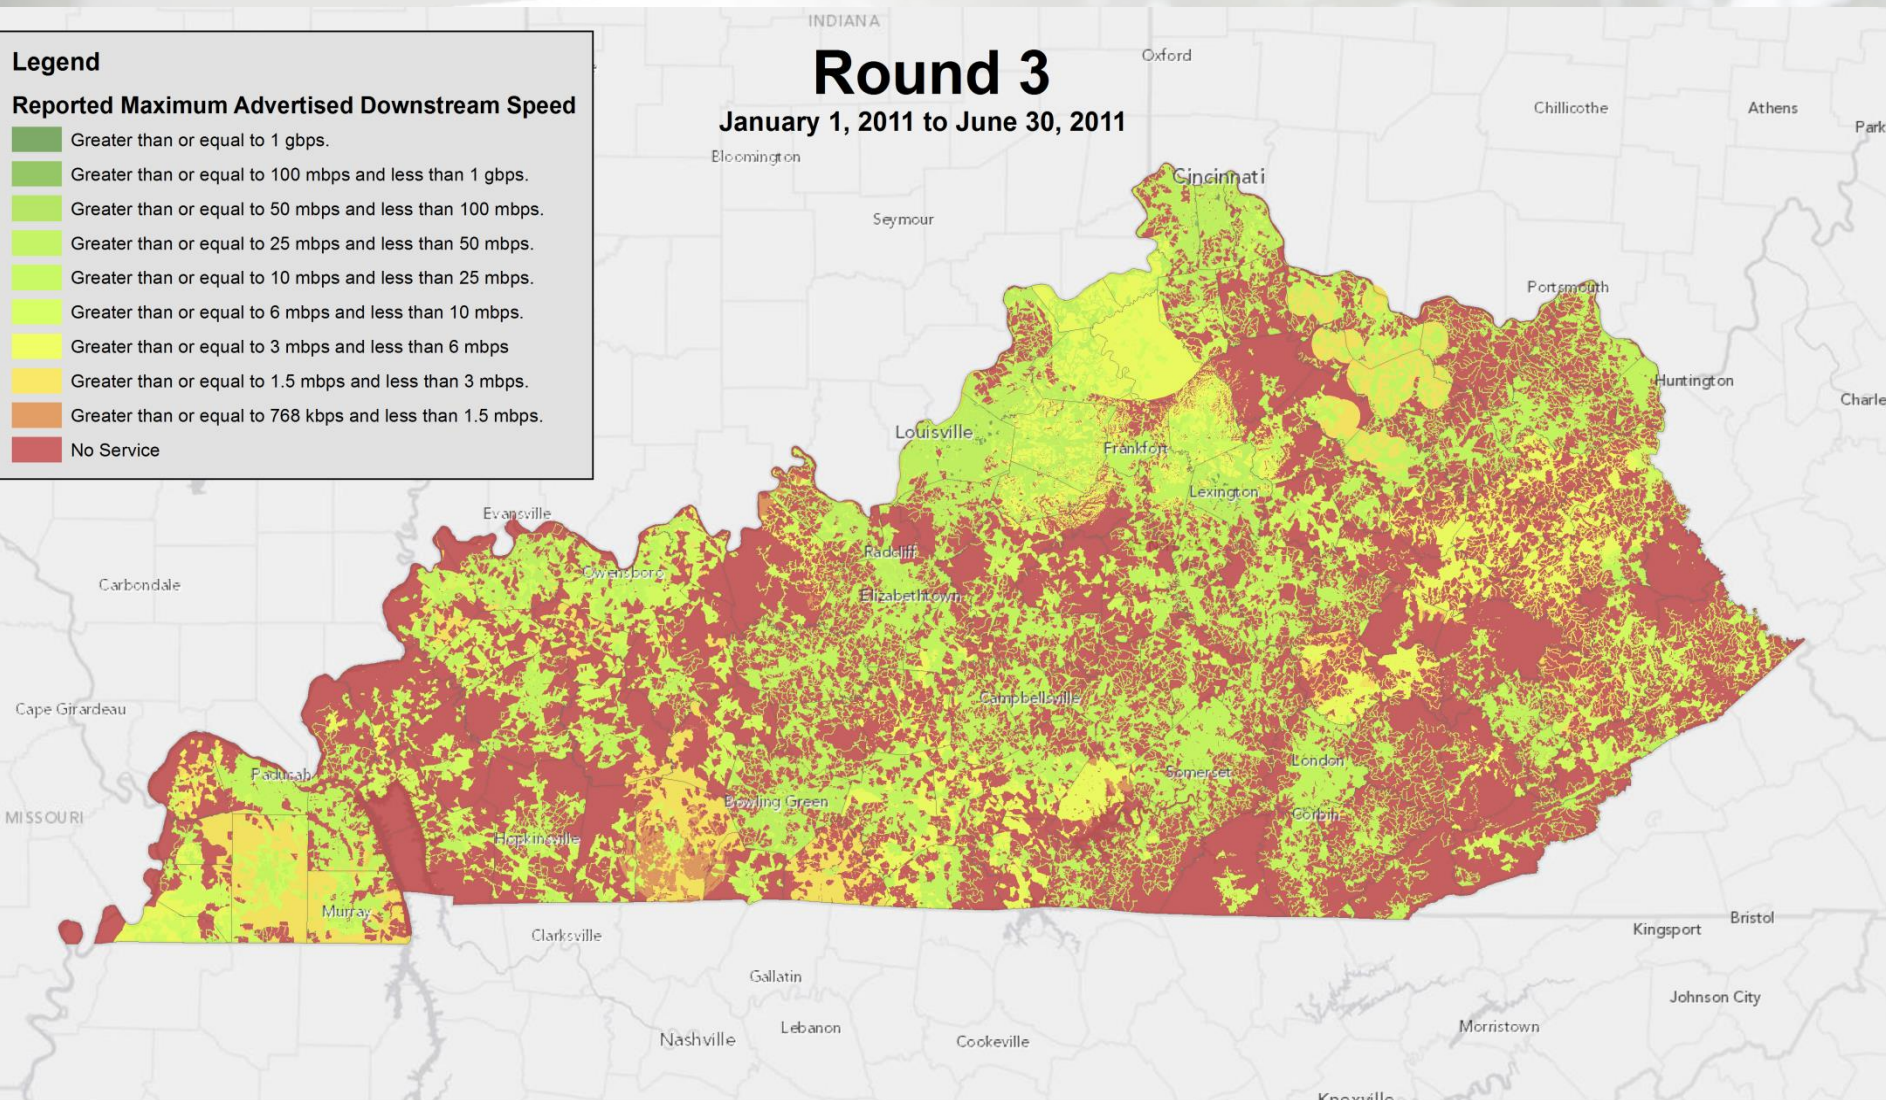 INDIANA
Round 3
January 1, 2011 to June 30, 2011
Legend
Reported Maximum Advertised Downstream Speed
Greater than or equal to 1 gbps.
Greater than or equal to 100 mbps and less than 1 gbps.
Greater than or equal to 50 mbps and less than 100 mbps.
Greater than or equal to 25 mbps and less than 50 mbps.
Greater than or equal to 10 mbps and less than 25 mbps.
Greater than or equal to 6 mbps and less than 10 mbps.
Greater than or equal to 3 mbps and less than 6 mbps
Greater than or equal to 1.5 mbps and less than 3 mbps.
Greater than or equal to 768 kbps and less than 1.5 mbps.
No Service
Oxford
Chillicothe
Athens
Park
Bloomington
Cincinnati
Seymour
Portsmouth
Huntington
Charle
Louisville
Frankfort
Lexington
Evansville
Radcliff
Owensboro
Carbondale
Elizabethtown
Campbellsville
Cape Girardeau
Paducah
Somerset
London
Bowling Green
MISSOURI
Corbin
Hopkinsville
Murray
Clarksville
Bristol
Kingsport
Gallatin
Johnson City
Lebanon
Morristown
Nashville
Cookeville
Knoxville